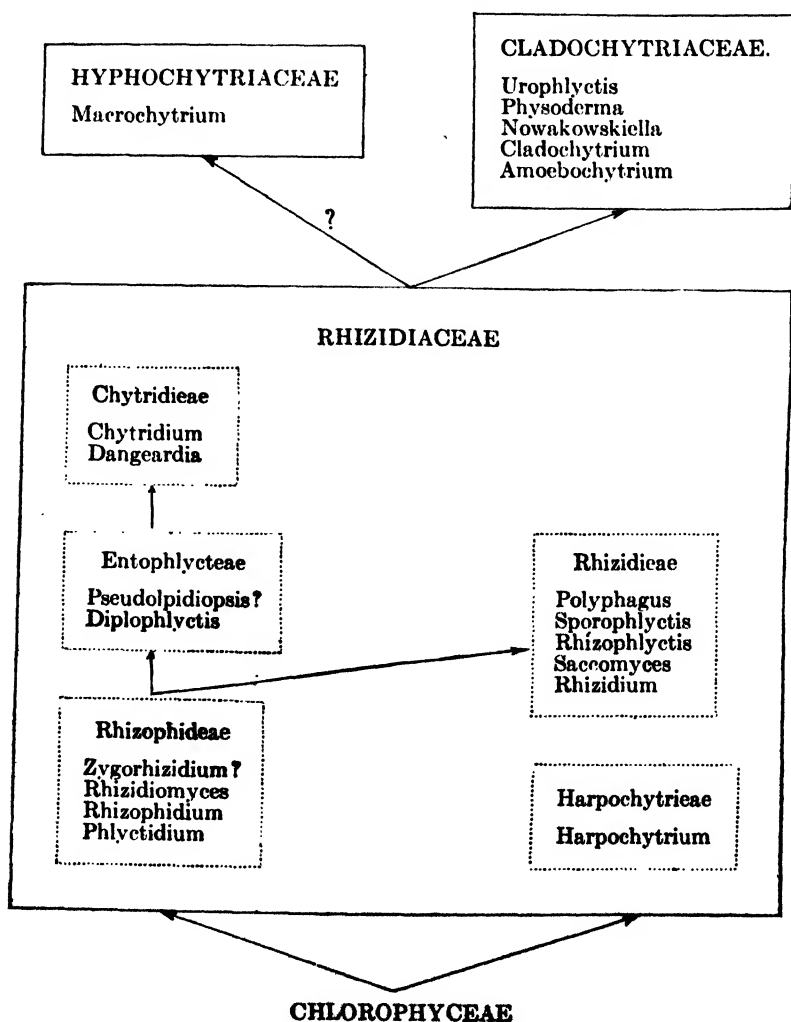 HYPHOCHYTRIACEAE
Macrochytrium
CLADOCHYTRIACEAE.
Urophlyctis
Physoderma
Nowakowskiella
Cladochytrium
Amoebochytrium
?
RHIZIDIACEAE
Chytridieae
Chytridium
Dangeardia
Entophlycteae
Pseudolpidiopsis?
Diplophlyctis
Rhizidieae
Polyphagus
Sporophlyctis
Rhizophlyctis
Saccomyces
Rhizidium
Rhizophideae
Zygorhizidium?
Rhizidiomyces
Rhizophidium
Phlyctidium
Harpochytrieae
Harpochytrium
CHLOROPHYCEAE